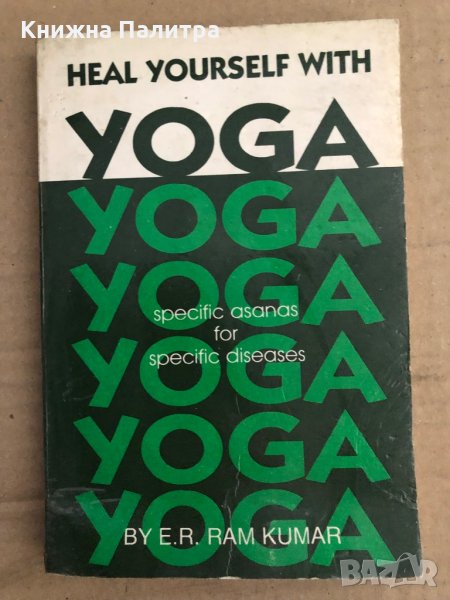 Книжна Палитра
HEAL YOURSELF WITH
YOGA
YOGA
YOGA
specific asanas
for
specific diseases
YOGA
YOGA
YOGA
BY E.R. RAM KUMAR
BAZAR